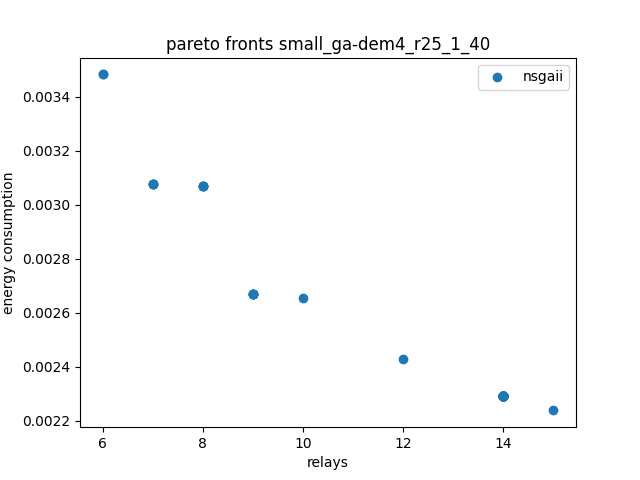 pareto fronts small_ga-dem4_r25_1_40
nsgaii
energy consumption
0.0034
0.0032
0.0030
0.0028
0.0026
0.0024
0.0022
6 8 10 12 14
relays